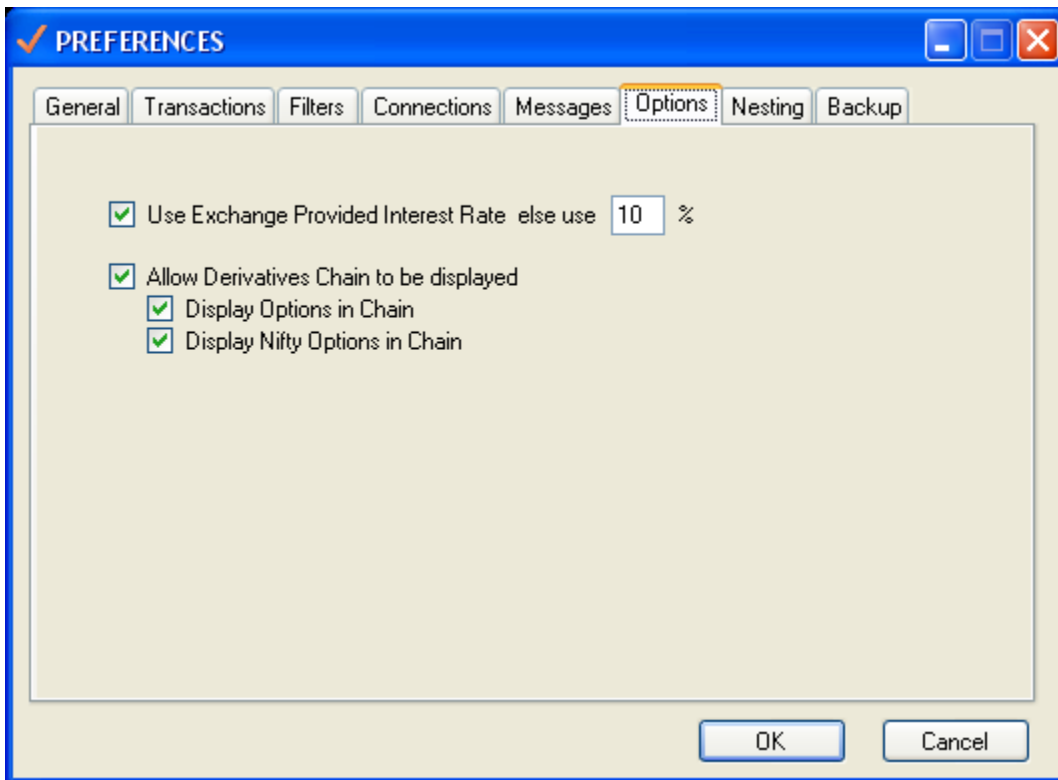 PREFERENCES
General Transactions Filters Connections Messages Options Nesting Backup
Use Exchange Provided Interest Rate else use 10 %
Allow Derivatives Chain to be displayed
Display Options in Chain
Display Nifty Options in Chain
OK Cancel